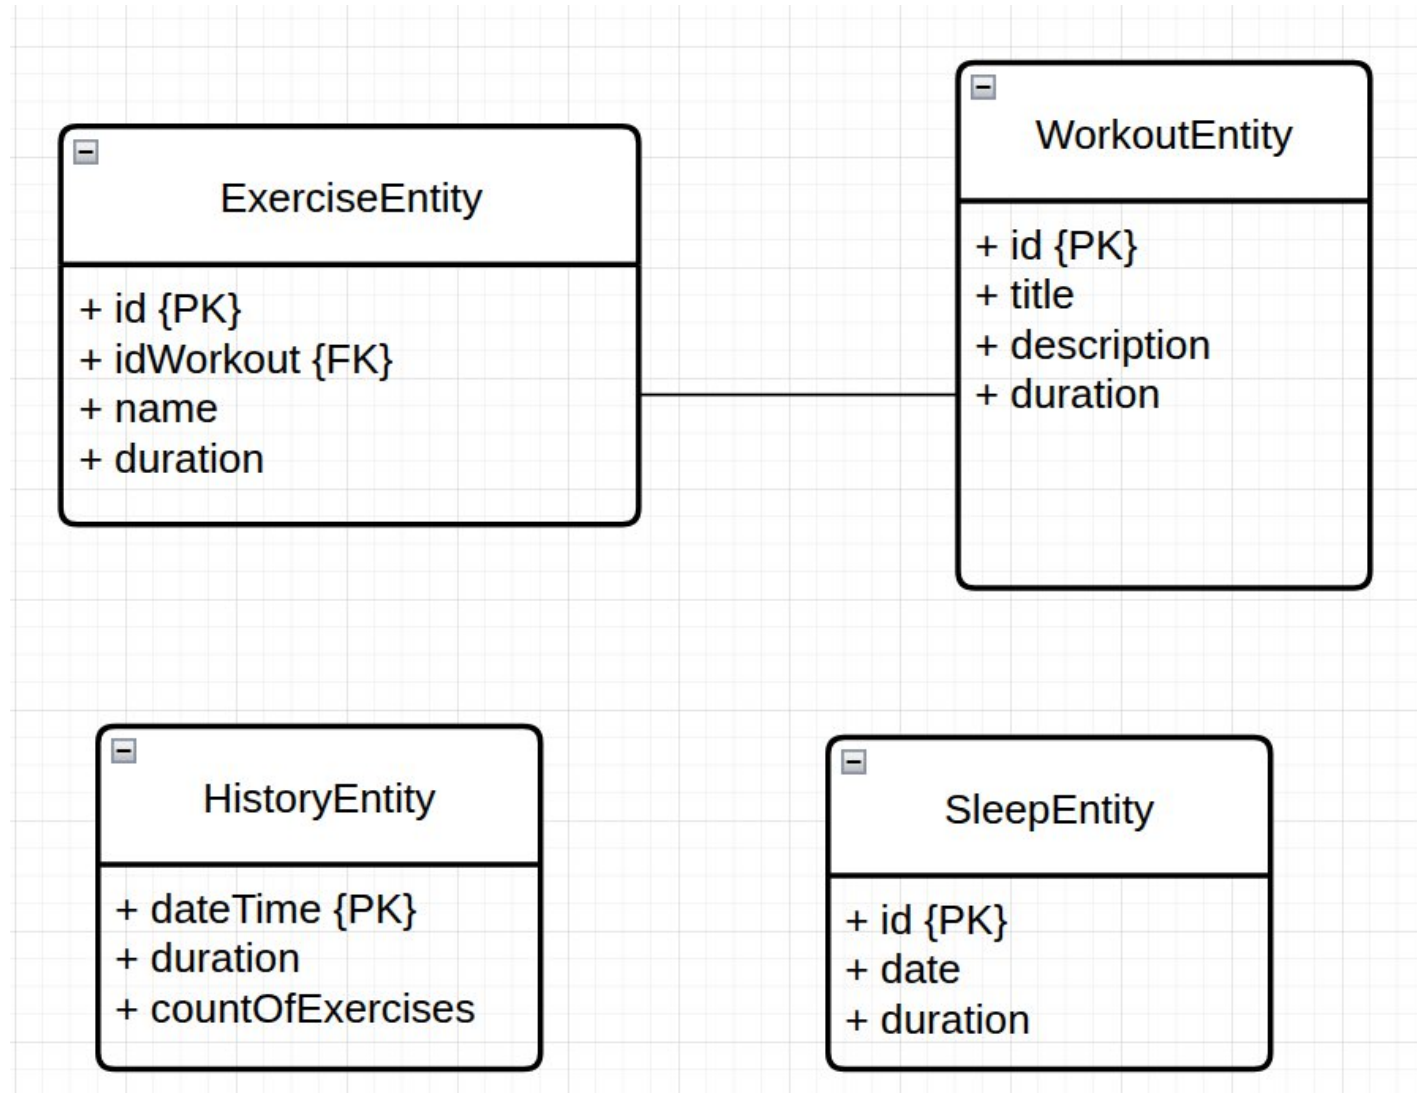 ExerciseEntity
+ id {PK}
+ idWorkout {FK}
+ name
+ duration
WorkoutEntity
+ id {PK}
+ title
+ description
+ duration
HistoryEntity
+ dateTime {PK}
+ duration
+ countOfExercises
SleepEntity
+ id {PK}
+ date
+ duration